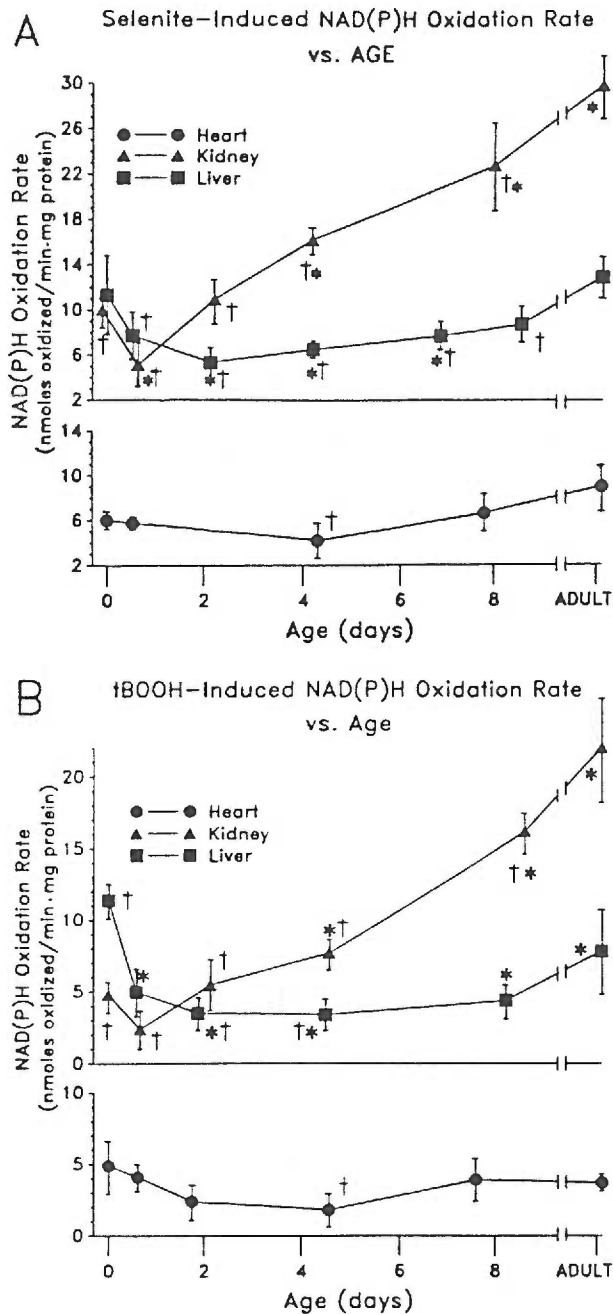 A
Selenite-Induced NAD(P)H Oxidation Rate
vs. AGE
NAD(P)H Oxidation Rate
(nmoles oxidized/min-mg protein)
30
26
22
18
14
10
6
2
Heart
Kidney
Liver
†
†
*†
†
*†
†*
*†
†*
*†
†
*
14
10
6
2
†
0
2
4
6
8
ADULT
Age (days)
B
tBOOH-Induced NAD(P)H Oxidation Rate
vs. Age
NAD(P)H Oxidation Rate
(nmoles oxidized/min·mg protein)
20
15
10
5
0
Heart
Kidney
Liver
†
†
*
†
†
*†
*†
†*
*
†*
*
*
10
5
0
†
0
2
4
6
8
ADULT
Age (days)